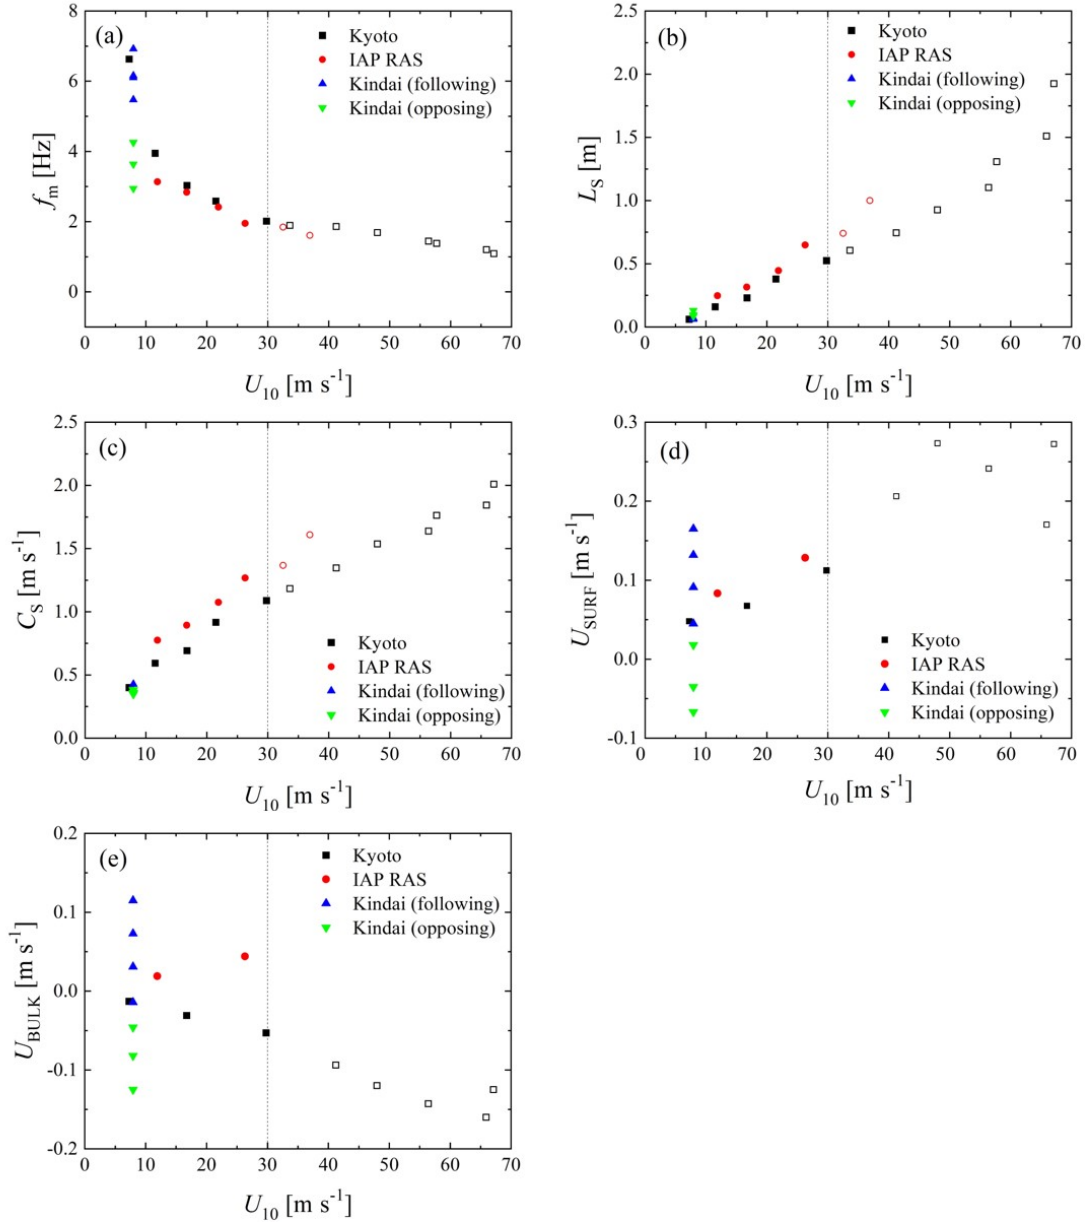 (a)
Kyoto
IAP RAS
Kindai (following)
Kindai (opposing)
8
6
4
2
0
f_m [Hz]
0 10 20 30 40 50 60 70
U_10 [m s^-1]
(b)
Kyoto
IAP RAS
Kindai (following)
Kindai (opposing)
2.5
2.0
1.5
1.0
0.5
0.0
L_S [m]
0 10 20 30 40 50 60 70
U_10 [m s^-1]
(c)
Kyoto
IAP RAS
Kindai (following)
Kindai (opposing)
2.5
2.0
1.5
1.0
0.5
0.0
C_S [m s^-1]
0 10 20 30 40 50 60 70
U_10 [m s^-1]
(d)
Kyoto
IAP RAS
Kindai (following)
Kindai (opposing)
0.3
0.2
0.1
0.0
-0.1
U_SURF [m s^-1]
0 10 20 30 40 50 60 70
U_10 [m s^-1]
(e)
Kyoto
IAP RAS
Kindai (following)
Kindai (opposing)
0.2
0.1
0.0
-0.1
-0.2
U_BULK [m s^-1]
0 10 20 30 40 50 60 70
U_10 [m s^-1]